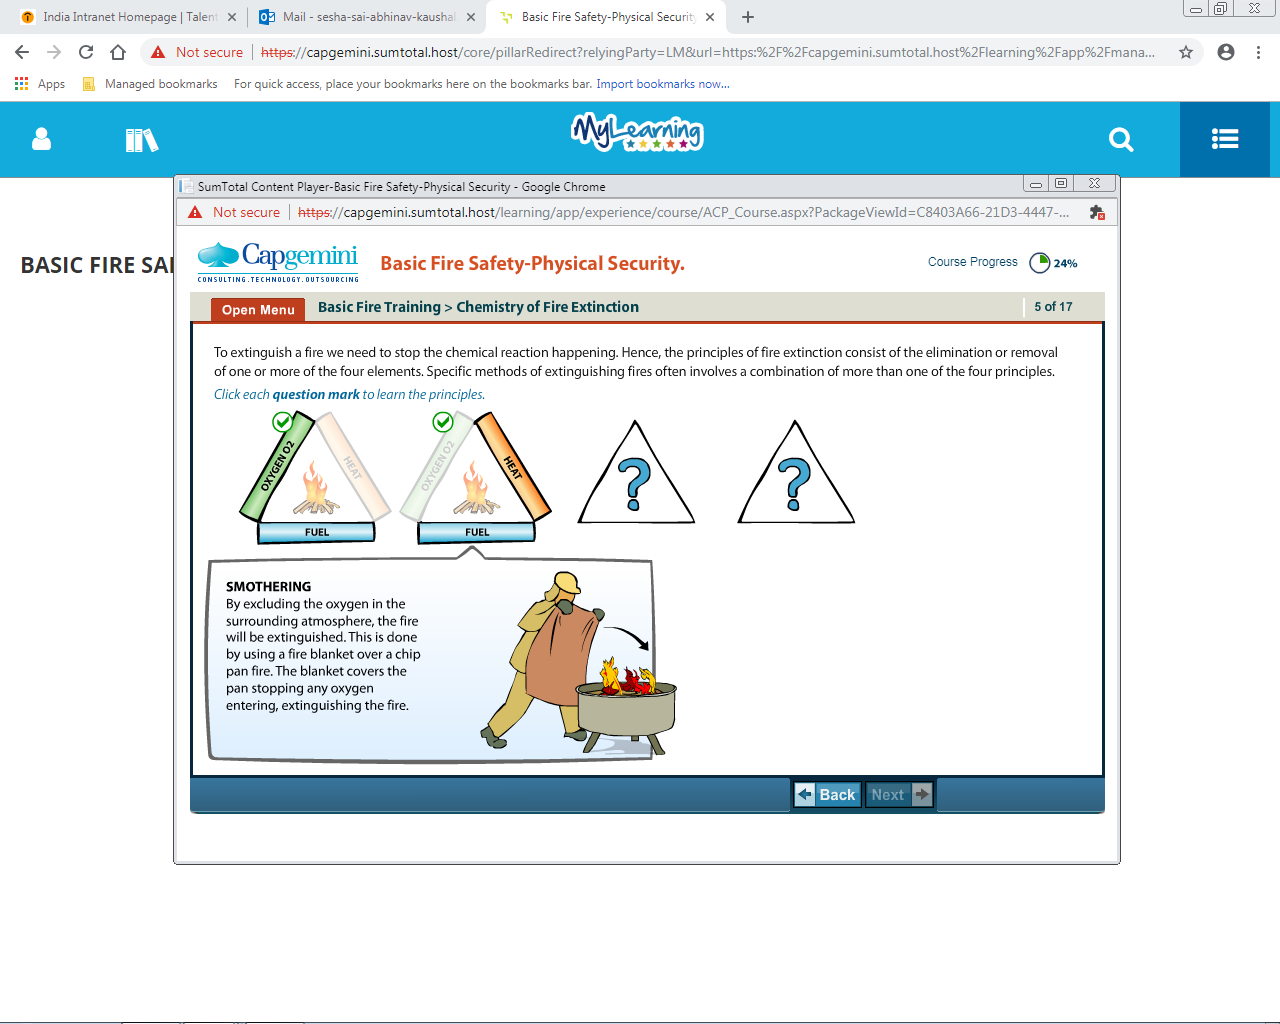 India Intranet Homepage | Talent
Mail - sesha-sai-abhinav-kaushal
Basic Fire Safety-Physical Security
Not secure | https://capgemini.sumtotal.host/core/pillarRedirect?relyingParty=LM&url=https:%2F%2Fcapgemini.sumtotal.host%2Flearning%2Fapp%2Fmana...
Apps
Managed bookmarks
For quick access, place your bookmarks here on the bookmarks bar. Import bookmarks now...
MyLearning
SumTotal Content Player-Basic Fire Safety-Physical Security - Google Chrome
Not secure | https://capgemini.sumtotal.host/learning/app/experience/course/ACP_Course.aspx?PackageViewId=C8403A66-21D3-4447-...
BASIC FIRE SA
Capgemini
CONSULTING.TECHNOLOGY.OUTSOURCING
Basic Fire Safety-Physical Security.
Course Progress 24%
Open Menu
Basic Fire Training > Chemistry of Fire Extinction
5 of 17
To extinguish a fire we need to stop the chemical reaction happening. Hence, the principles of fire extinction consist of the elimination or removal
of one or more of the four elements. Specific methods of extinguishing fires often involves a combination of more than one of the four principles.
Click each question mark to learn the principles.
OXYGEN O2
HEAT
FUEL
OXYGEN O2
HEAT
FUEL
?
?
SMOTHERING
By excluding the oxygen in the
surrounding atmosphere, the fire
will be extinguished. This is done
by using a fire blanket over a chip
pan fire. The blanket covers the
pan stopping any oxygen
entering, extinguishing the fire.
Back
Next